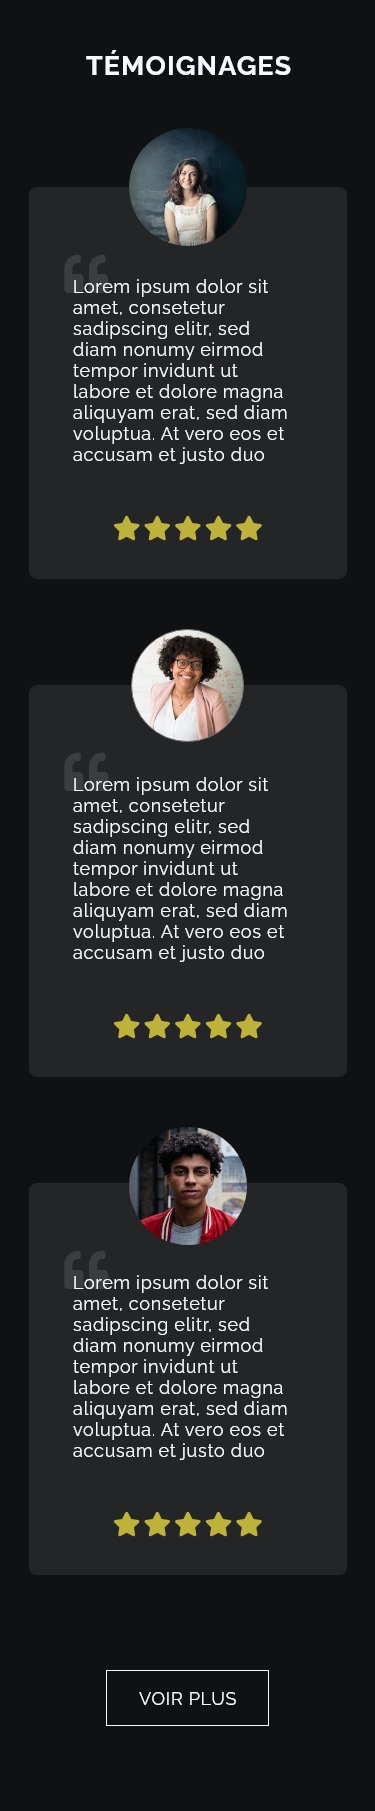 TÉMOIGNAGES
“
Lorem ipsum dolor sit
amet, consetetur
sadipscing elitr, sed
diam nonumy eirmod
tempor invidunt ut
labore et dolore magna
aliquyam erat, sed diam
voluptua. At vero eos et
accusam et justo duo
“
Lorem ipsum dolor sit
amet, consetetur
sadipscing elitr, sed
diam nonumy eirmod
tempor invidunt ut
labore et dolore magna
aliquyam erat, sed diam
voluptua. At vero eos et
accusam et justo duo
“
Lorem ipsum dolor sit
amet, consetetur
sadipscing elitr, sed
diam nonumy eirmod
tempor invidunt ut
labore et dolore magna
aliquyam erat, sed diam
voluptua. At vero eos et
accusam et justo duo
VOIR PLUS